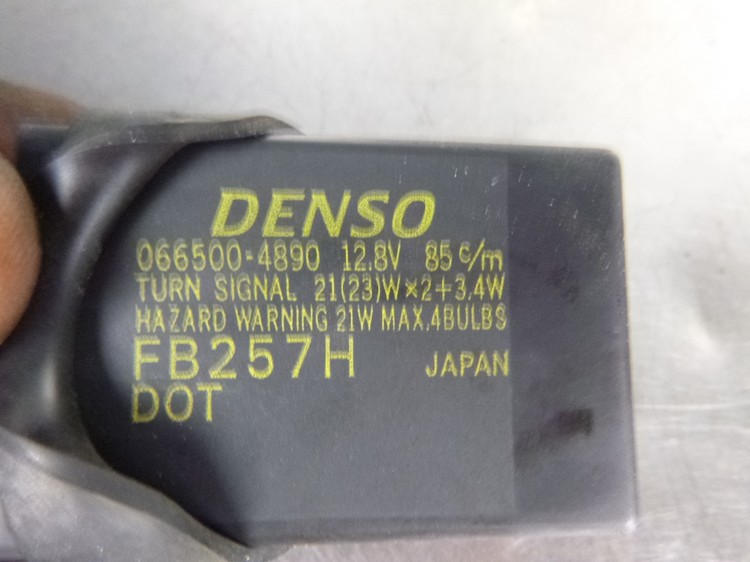 DENSO
066500-4890 12.8V 85 c/m
TURN SIGNAL 21(23)W×2+3.4W
HAZARD WARNING 21W MAX.4BULBS
FB257H JAPAN
DOT